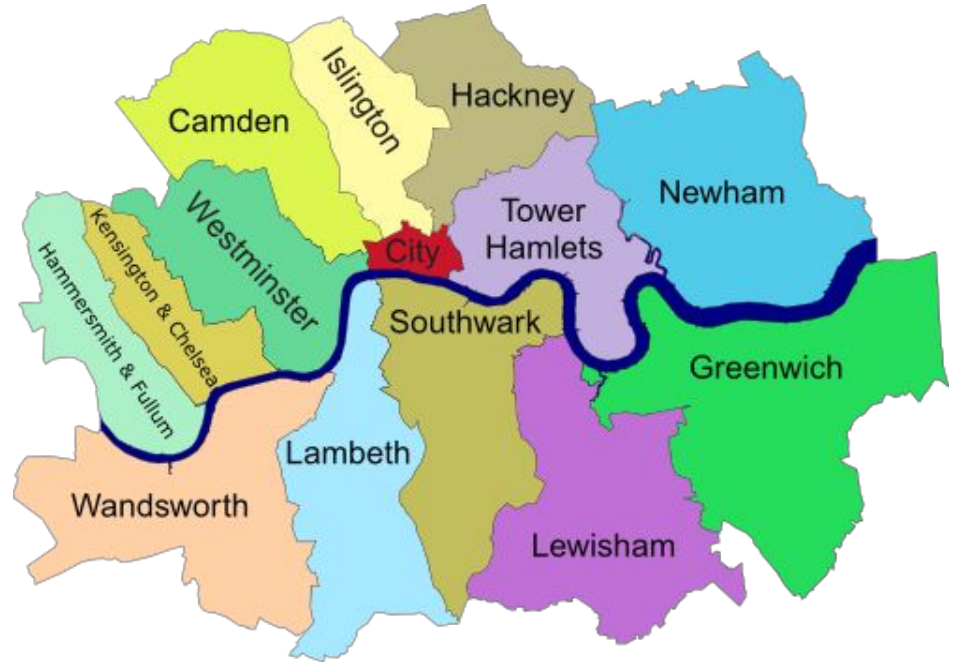 Hackney
Islington
Camden
Newham
Tower
Hamlets
Westminster
City
Kensington & Chelsea
Hammersmith & Fullum
Southwark
Greenwich
Lambeth
Wandsworth
Lewisham